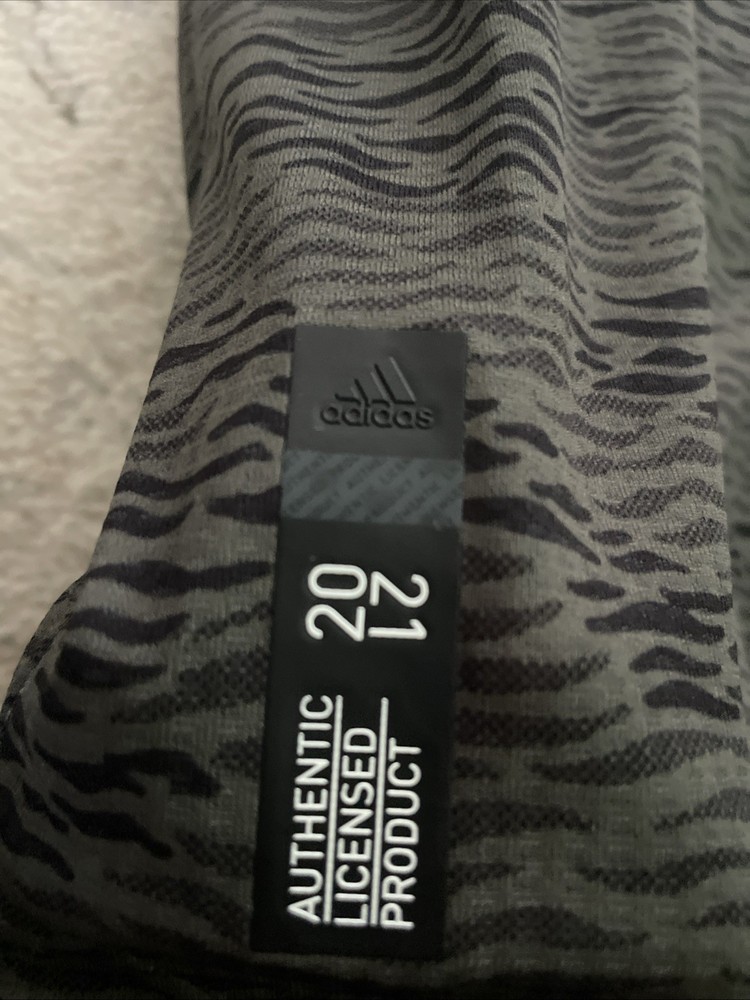 adidas
20
21
AUTHENTIC
LICENSED
PRODUCT